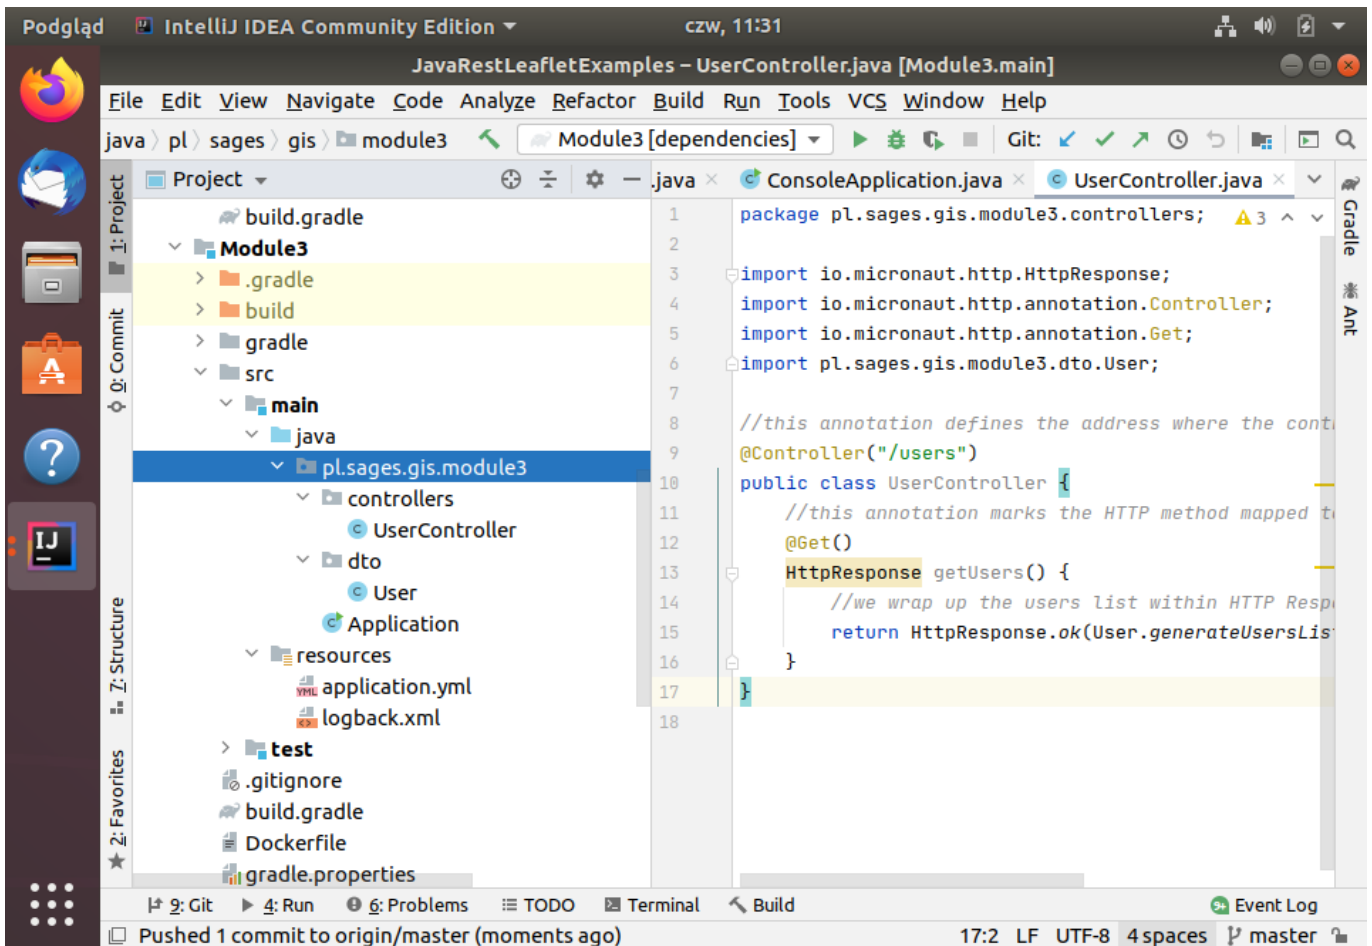 Podgląd IntelliJ IDEA Community Edition czw, 11:31
JavaRestLeafletExamples – UserController.java [Module3.main]
File Edit View Navigate Code Analyze Refactor Build Run Tools VCS Window Help
java pl sages gis module3 Module3 [dependencies] Git:
Project
.java ConsoleApplication.java UserController.java
1: Project
0: Commit
7: Structure
2: Favorites
build.gradle
Module3
.gradle
build
gradle
src
main
java
pl.sages.gis.module3
controllers
UserController
dto
User
Application
resources
application.yml
logback.xml
test
.gitignore
build.gradle
Dockerfile
gradle.properties
1 package pl.sages.gis.module3.controllers; 3
2
3 import io.micronaut.http.HttpResponse;
4 import io.micronaut.http.annotation.Controller;
5 import io.micronaut.http.annotation.Get;
6 import pl.sages.gis.module3.dto.User;
7
8 //this annotation defines the address where the cont
9 @Controller("/users")
10 public class UserController {
11 //this annotation marks the HTTP method mapped t
12 @Get()
13 HttpResponse getUsers() {
14 //we wrap up the users list within HTTP Resp
15 return HttpResponse.ok(User.generateUsersLis
16 }
17 }
18
Gradle
Ant
9: Git 4: Run 6: Problems TODO Terminal Build 9+ Event Log
Pushed 1 commit to origin/master (moments ago) 17:2 LF UTF-8 4 spaces master